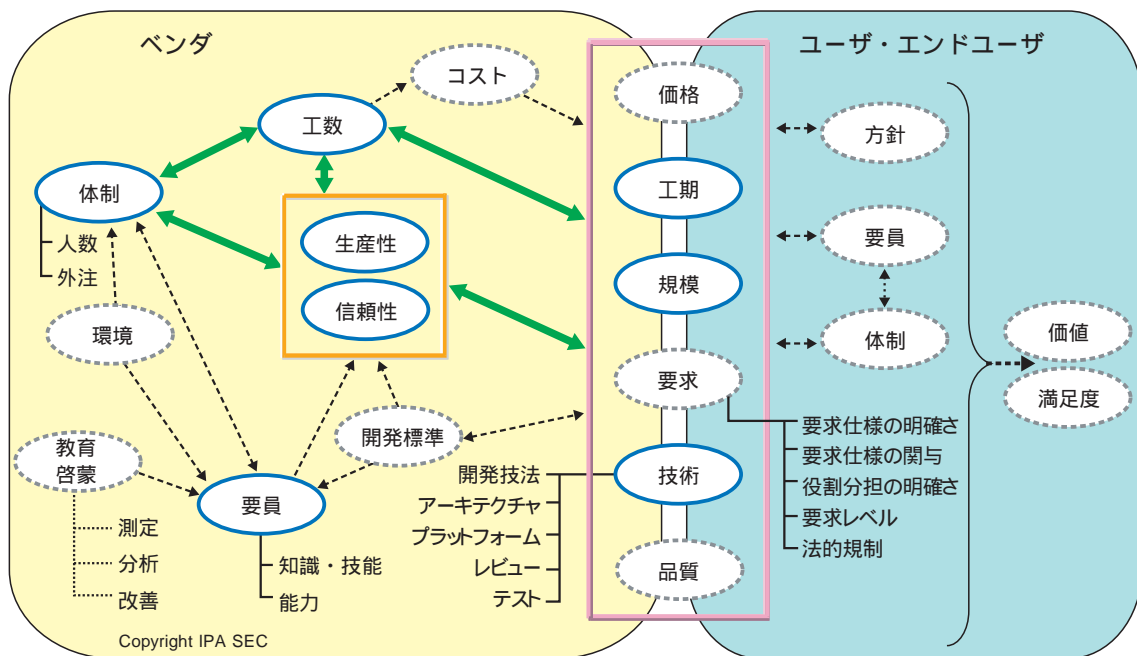 ベンダ
ユーザ・エンドユーザ
コスト
価格
工数
方針
体制
工期
人数
外注
生産性
要員
信頼性
規模
環境
体制
価値
要求
満足度
開発標準
教育
啓蒙
要求仕様の明確さ
要求仕様の関与
役割分担の明確さ
要求レベル
法的規制
技術
開発技法
アーキテクチャ
プラットフォーム
レビュー
テスト
要員
測定
分析
改善
知識・技能
能力
品質
Copyright IPA SEC